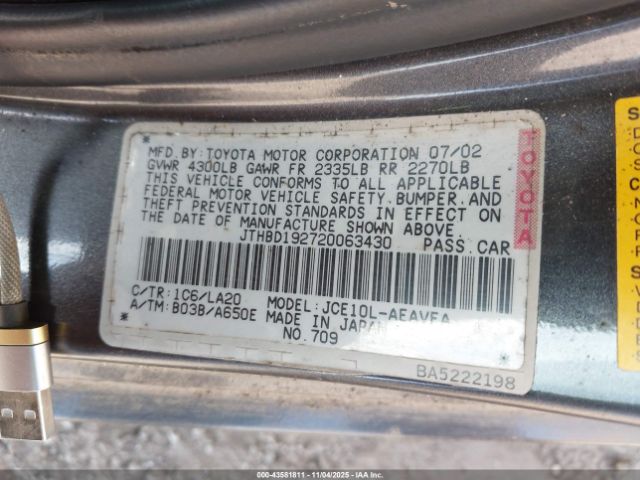 MFD. BY: TOYOTA MOTOR CORPORATION 07/02
GVWR 4300LB GAWR FR 2335LB RR 2270LB
THIS VEHICLE CONFORMS TO ALL APPLICABLE
FEDERAL MOTOR VEHICLE SAFETY, BUMPER, AND
THEFT PREVENTION STANDARDS IN EFFECT ON
THE DATE OF MANUFACTURE SHOWN ABOVE.
JTHBD192720063430 PASS. CAR
C/TR: 1C6/LA20 MODEL: JCE10L-AEAVFA
A/TM: B03B/A650E MADE IN JAPAN
NO. 709
BA5222198
TOYOTA
000-43581811 - 11/04/2025 - IAAI.COM